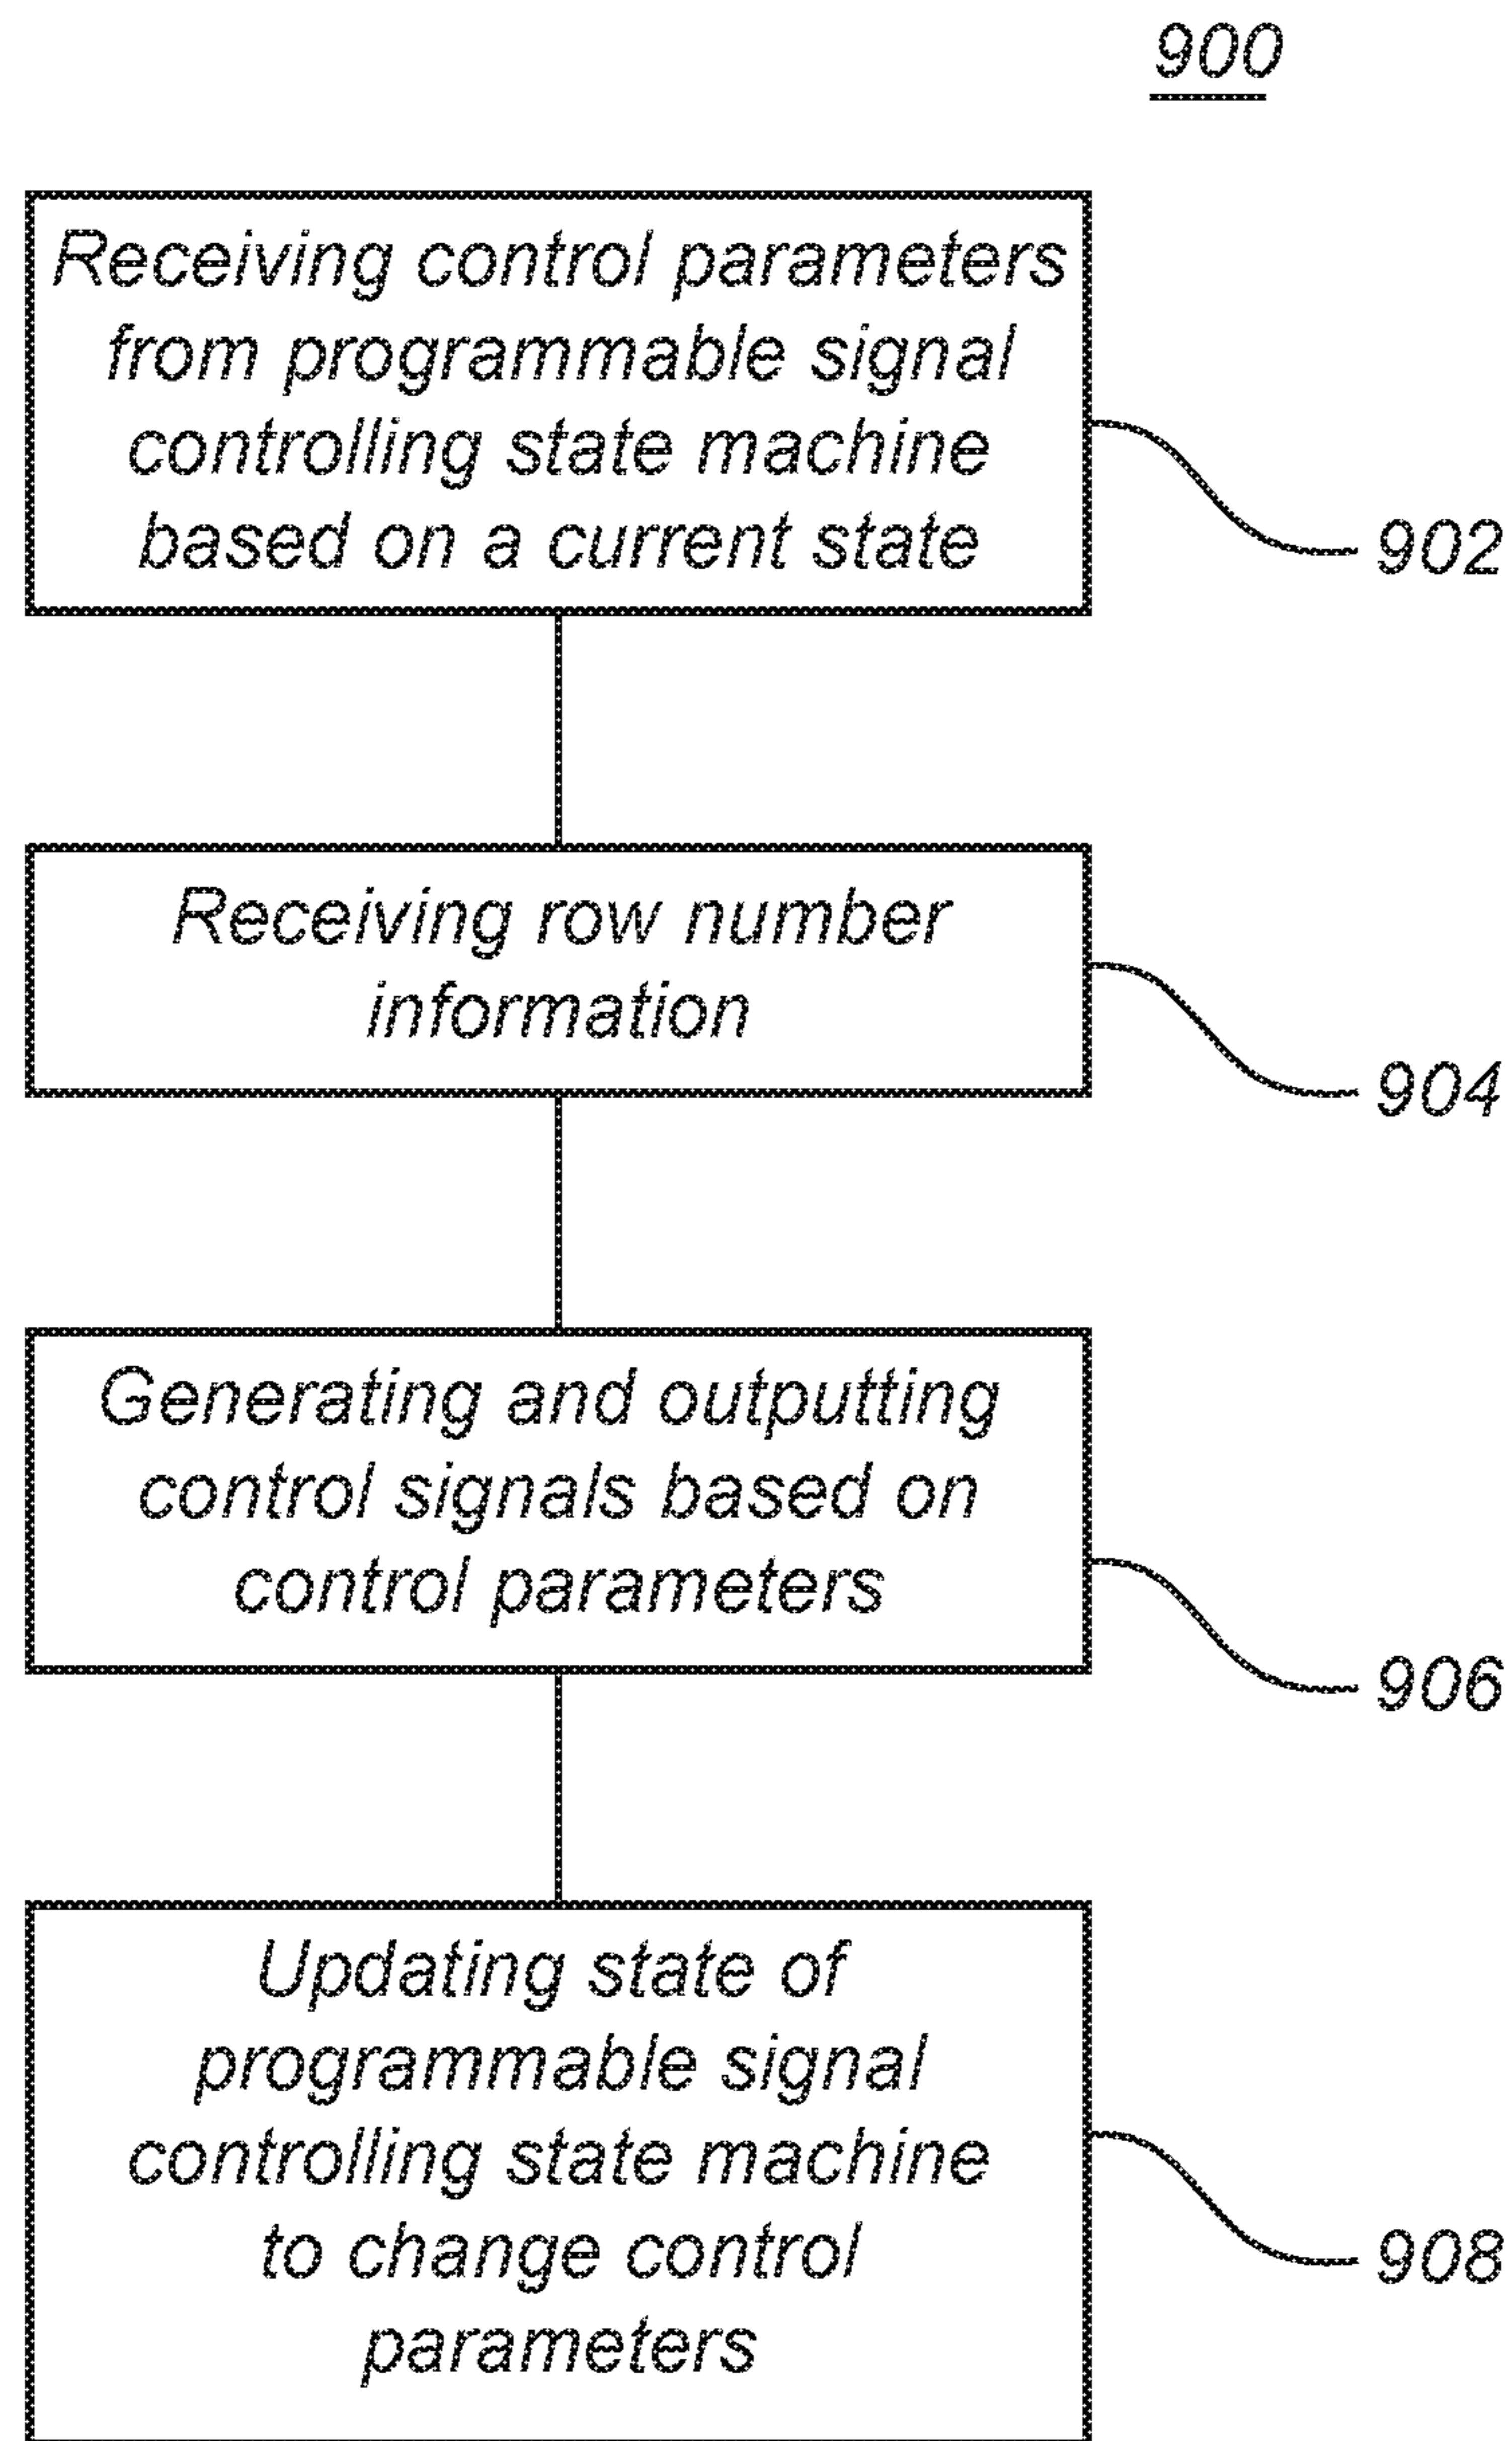 900
Receiving control parameters
from programmable signal
controlling state machine
based on a current state
902
Receiving row number
information
904
Generating and outputting
control signals based on
control parameters
906
Updating state of
programmable signal
controlling state machine
to change control
parameters
908